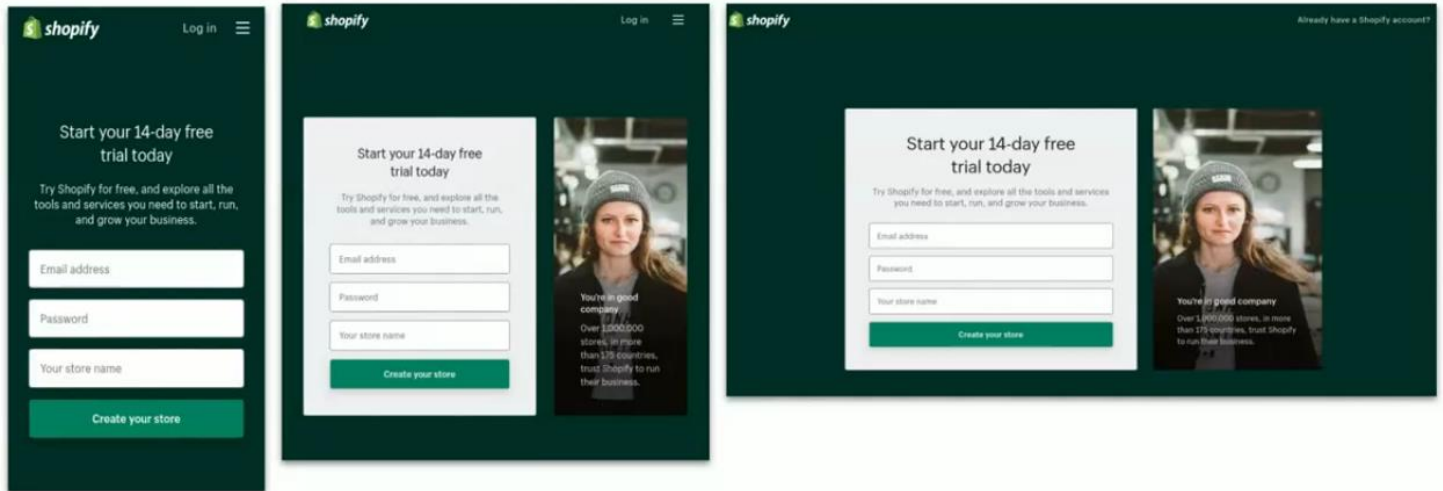 shopify
Log in
Start your 14-day free
trial today
Try Shopify for free, and explore all the
tools and services you need to start, run,
and grow your business.
Email address
Password
Your store name
Create your store
shopify
Log in
Start your 14-day free
trial today
Try Shopify for free, and explore all the
tools and services you need to start, run,
and grow your business.
Email address
Password
Your store name
Create your store
You're in good
company
Over 1,000,000
stores, in more
than 175 countries,
trust Shopify to run
their business.
shopify
Already have a Shopify account?
Start your 14-day free
trial today
Try Shopify for free, and explore all the tools and services
you need to start, run, and grow your business.
Email address
Password
Your store name
Create your store
You're in good company
Over 1,000,000 stores, in more
than 175 countries, trust Shopify
to run their business.